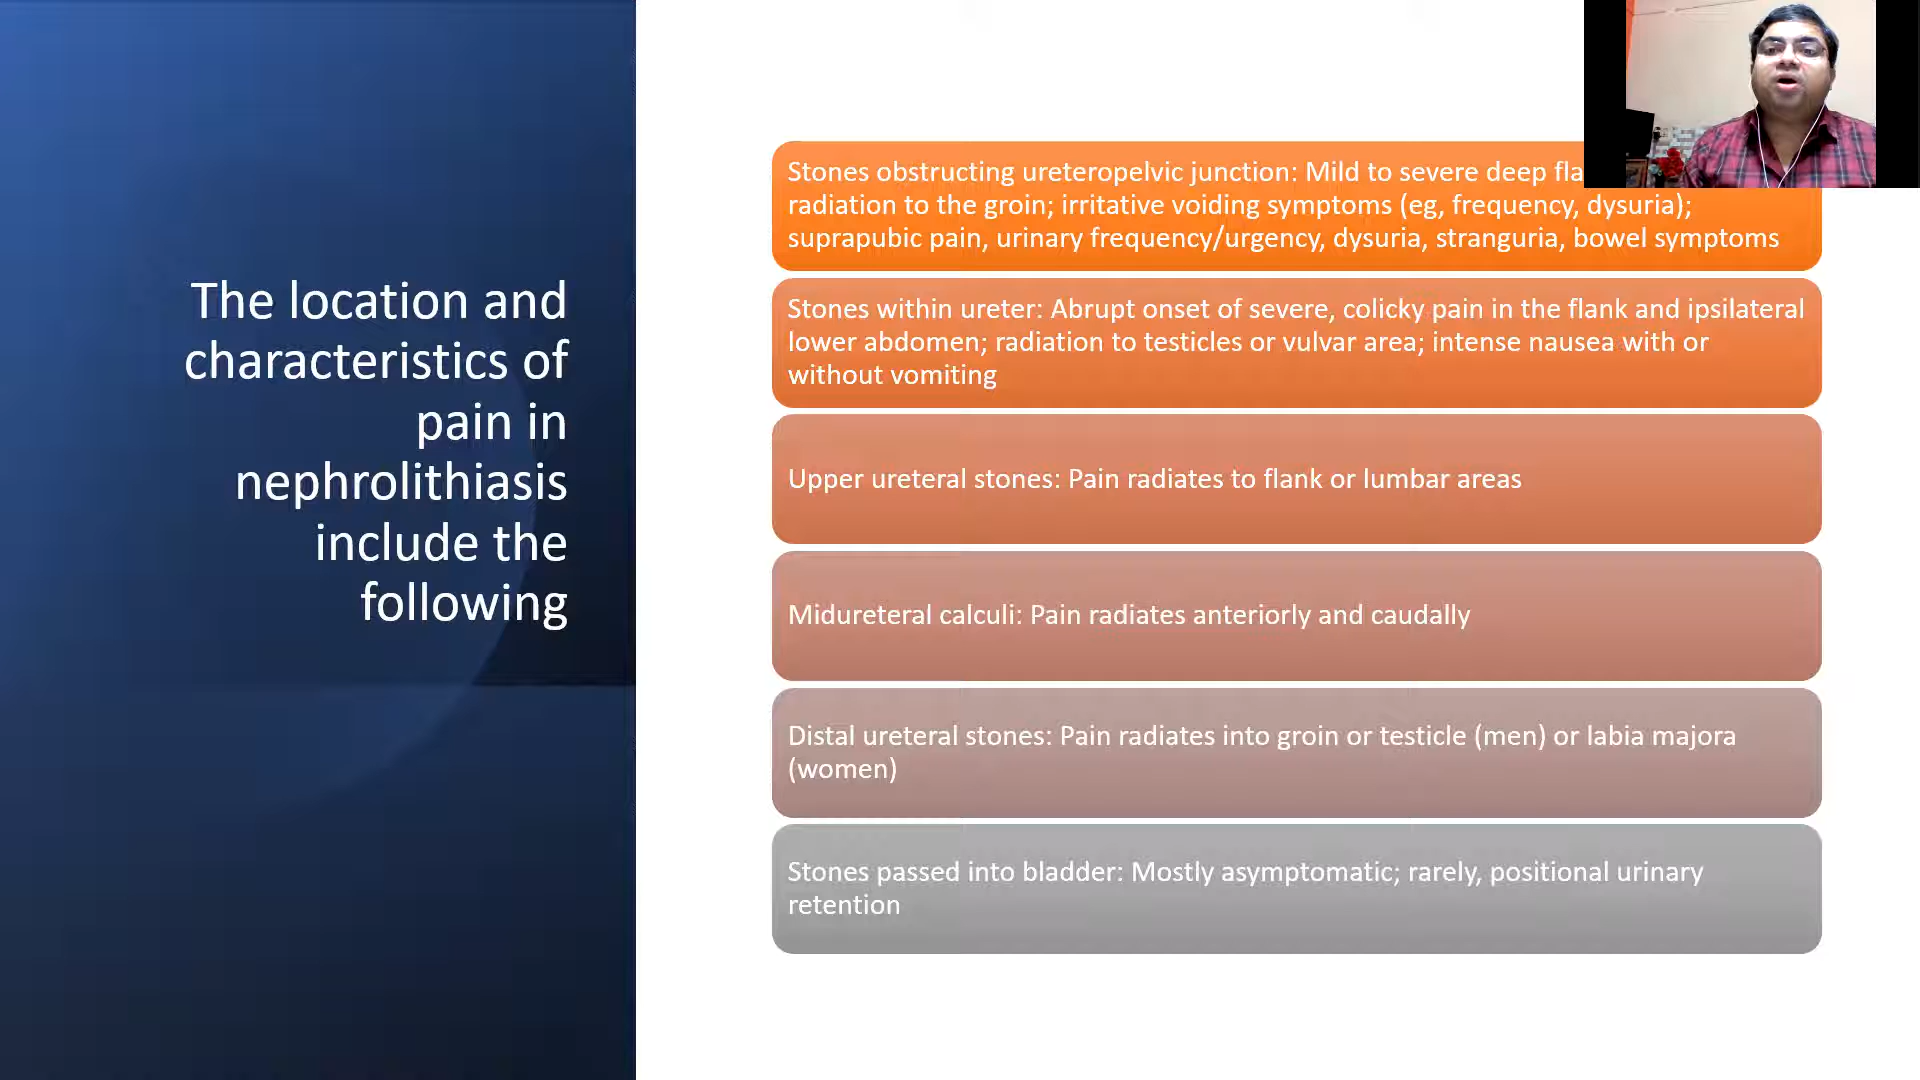 The location and
characteristics of
pain in
nephrolithiasis
include the
following
Stones obstructing ureteropelvic junction: Mild to severe deep
radiation to the groin; irritative voiding symptoms (eg, frequency, dysuria);
suprapubic pain, urinary frequency/urgency, dysuria, stranguria, bowel symptoms
Stones within ureter: Abrupt onset of severe, colicky pain in the flank and ipsilateral
lower abdomen; radiation to testicles or vulvar area; intense nausea with or
without vomiting
Upper ureteral stones: Pain radiates to flank or lumbar areas
Midureteral calculi: Pain radiates anteriorly and caudally
Distal ureteral stones: Pain radiates into groin or testicle (men) or labia majora
(women)
Stones passed into bladder: Mostly asymptomatic; rarely, positional urinary
retention